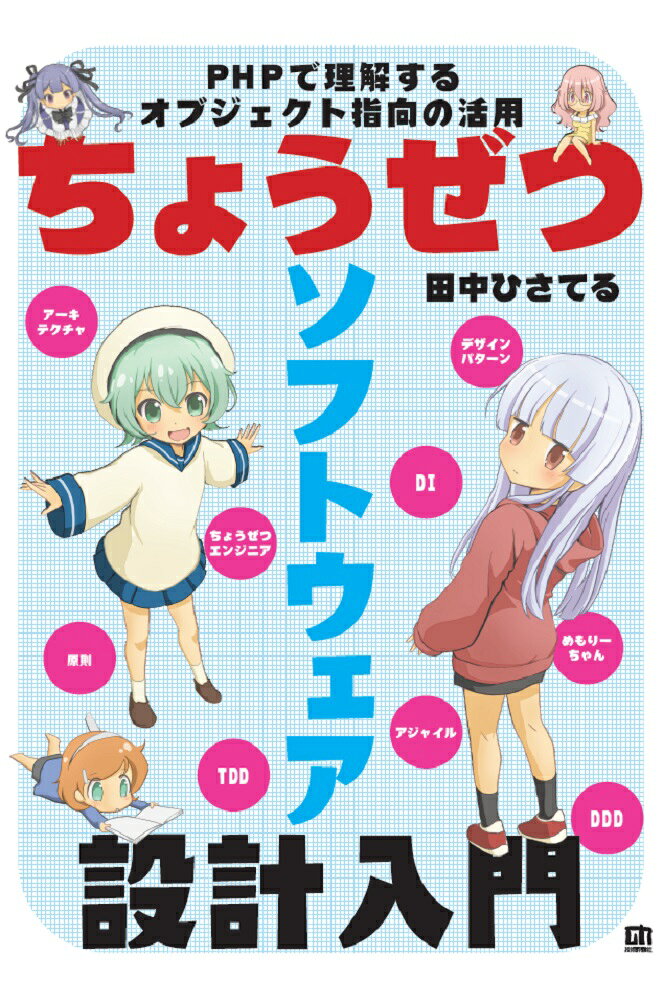 PHPで理解する
オブジェクト指向の活用
ちょうぜつ
ソフトウェア
田中ひさてる
アーキ
テクチャ
デザイン
パターン
DI
ちょうぜつ
エンジニア
原則
めもりー
ちゃん
アジャイル
TDD
DDD
設計入門